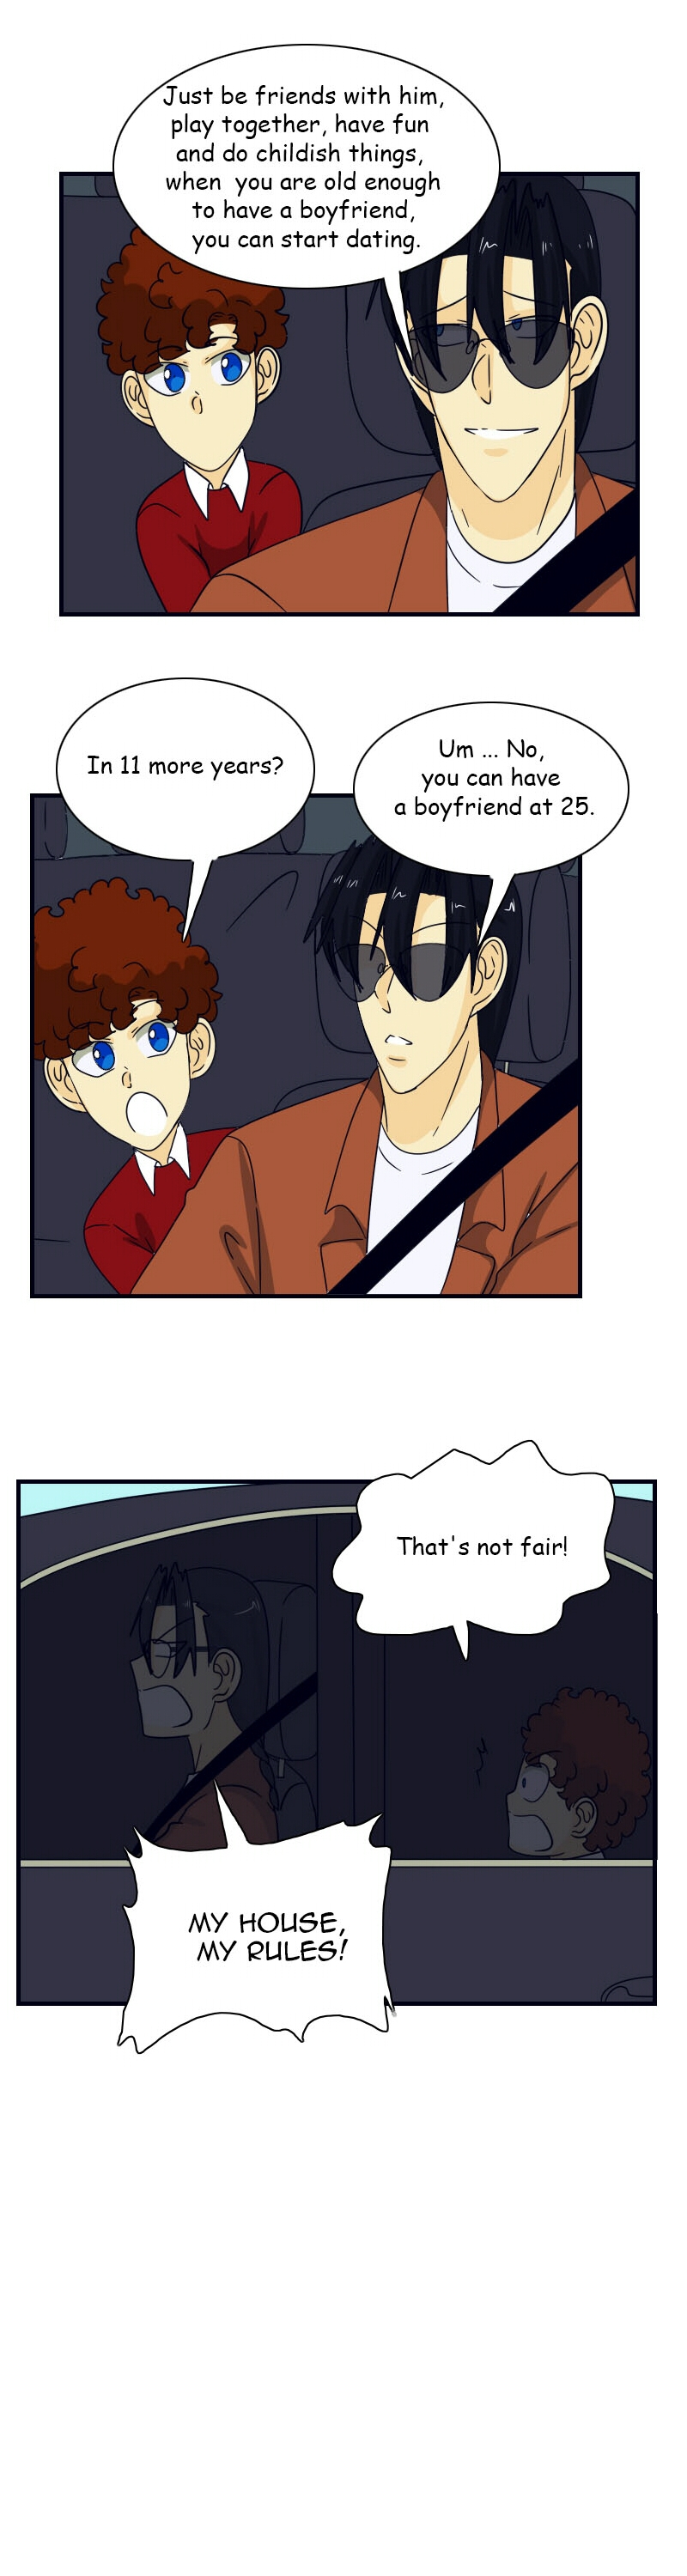 Just be friends with him,
play together, have fun
and do childish things,
when you are old enough
to have a boyfriend,
you can start dating.
In 11 more years?
Um ... No,
you can have
a boyfriend at 25.
That's not fair!
MY HOUSE,
MY RULES!